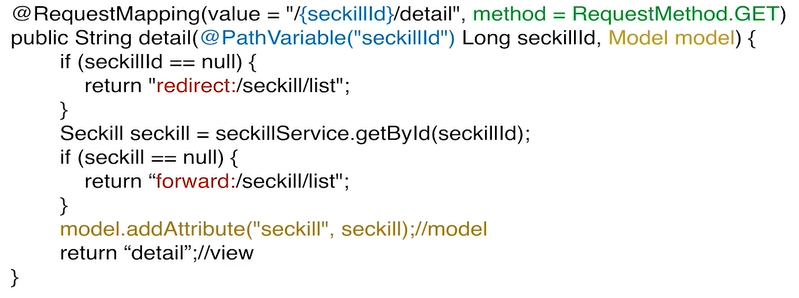 @RequestMapping(value = "/{seckillId}/detail", method = RequestMethod.GET)
public String detail(@PathVariable("seckillId") Long seckillId, Model model) {
if (seckillId == null) {
return "redirect:/seckill/list";
}
Seckill seckill = seckillService.getById(seckillId);
if (seckill == null) {
return “forward:/seckill/list";
}
model.addAttribute("seckill", seckill);//model
return “detail”;//view
}